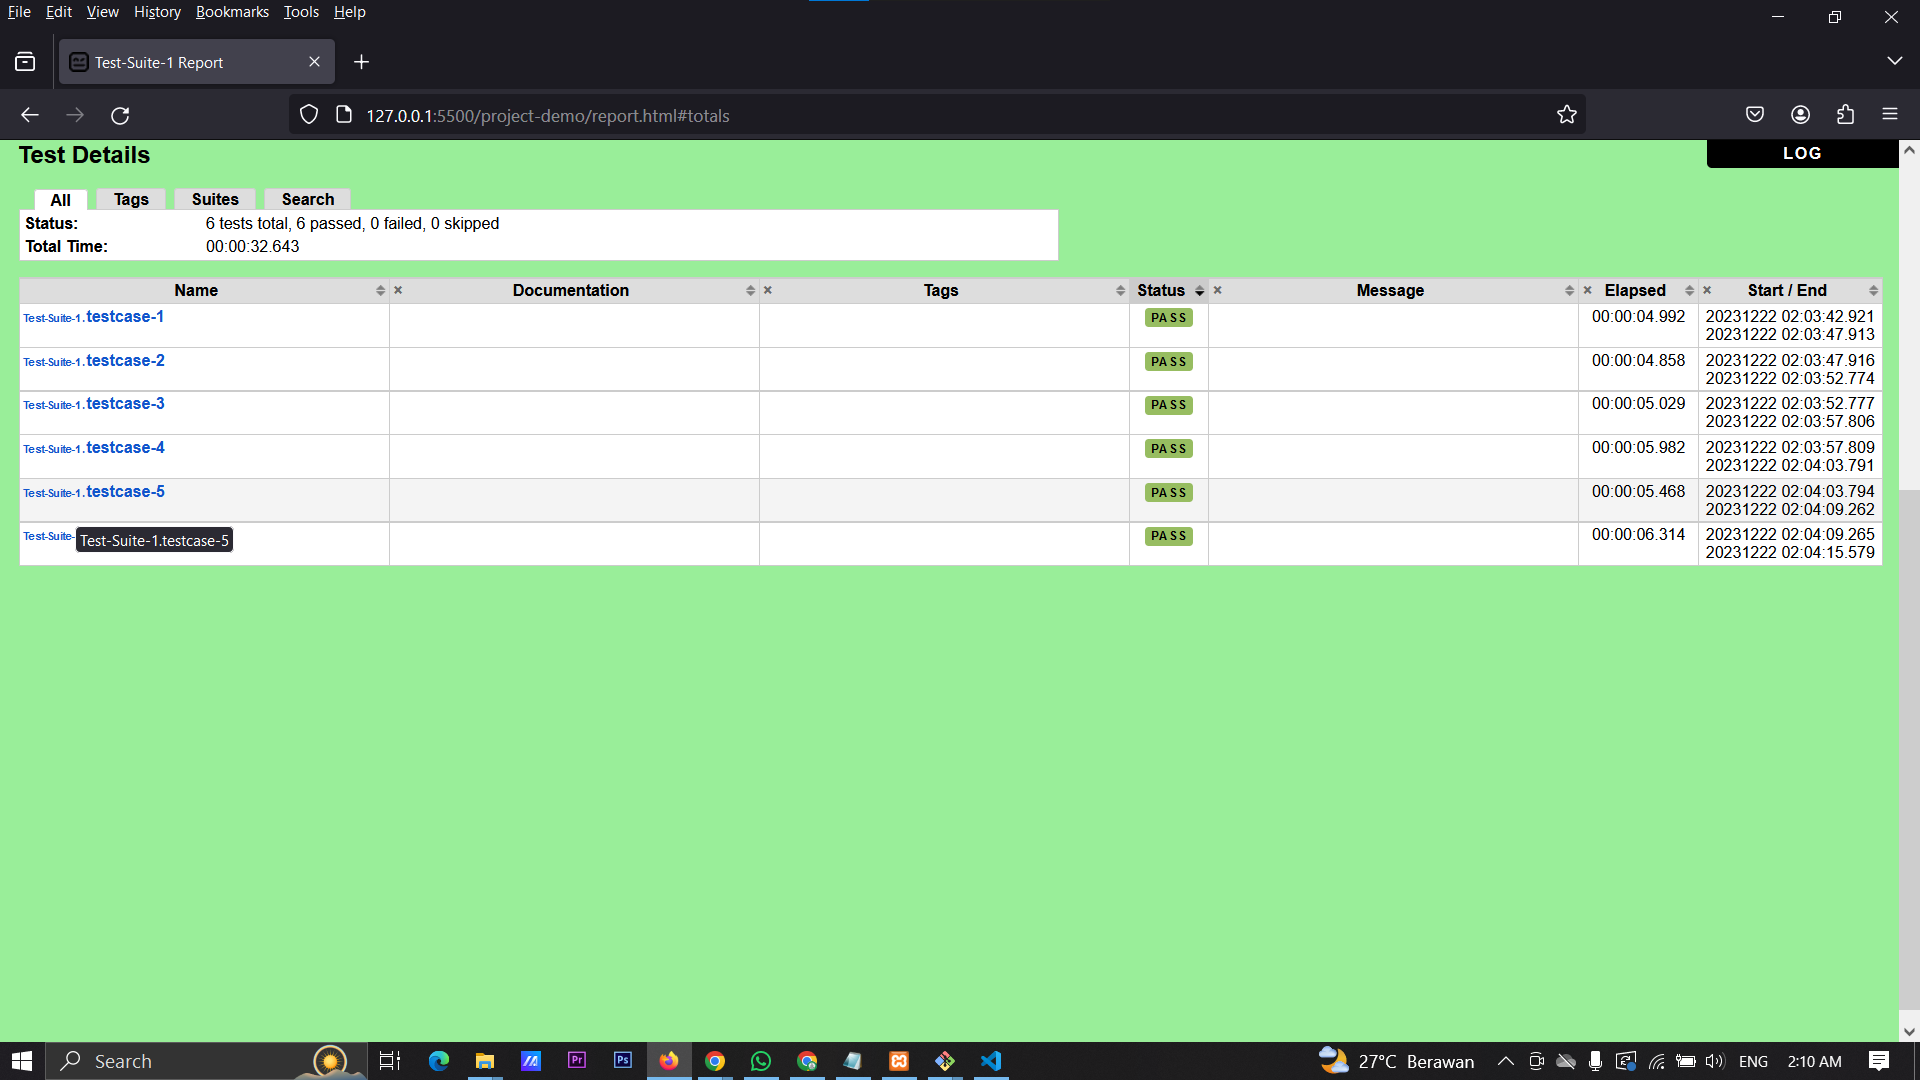 File Edit View History Bookmarks Tools Help
Test-Suite-1 Report
127.0.0.1:5500/project-demo/report.html#totals
Test Details
LOG
All Tags Suites Search
Status: 6 tests total, 6 passed, 0 failed, 0 skipped
Total Time: 00:00:32.643
Name × Documentation × Tags Status × Message × Elapsed × Start / End
Test-Suite-1.testcase-1 PASS 00:00:04.992 20231222 02:03:42.921
20231222 02:03:47.913
Test-Suite-1.testcase-2 PASS 00:00:04.858 20231222 02:03:47.916
20231222 02:03:52.774
Test-Suite-1.testcase-3 PASS 00:00:05.029 20231222 02:03:52.777
20231222 02:03:57.806
Test-Suite-1.testcase-4 PASS 00:00:05.982 20231222 02:03:57.809
20231222 02:04:03.791
Test-Suite-1.testcase-5 PASS 00:00:05.468 20231222 02:04:03.794
20231222 02:04:09.262
Test-Suite- PASS 00:00:06.314 20231222 02:04:09.265
Test-Suite-1.testcase-5
20231222 02:04:15.579
Search Pr Ps 27°C Berawan ENG 2:10 AM